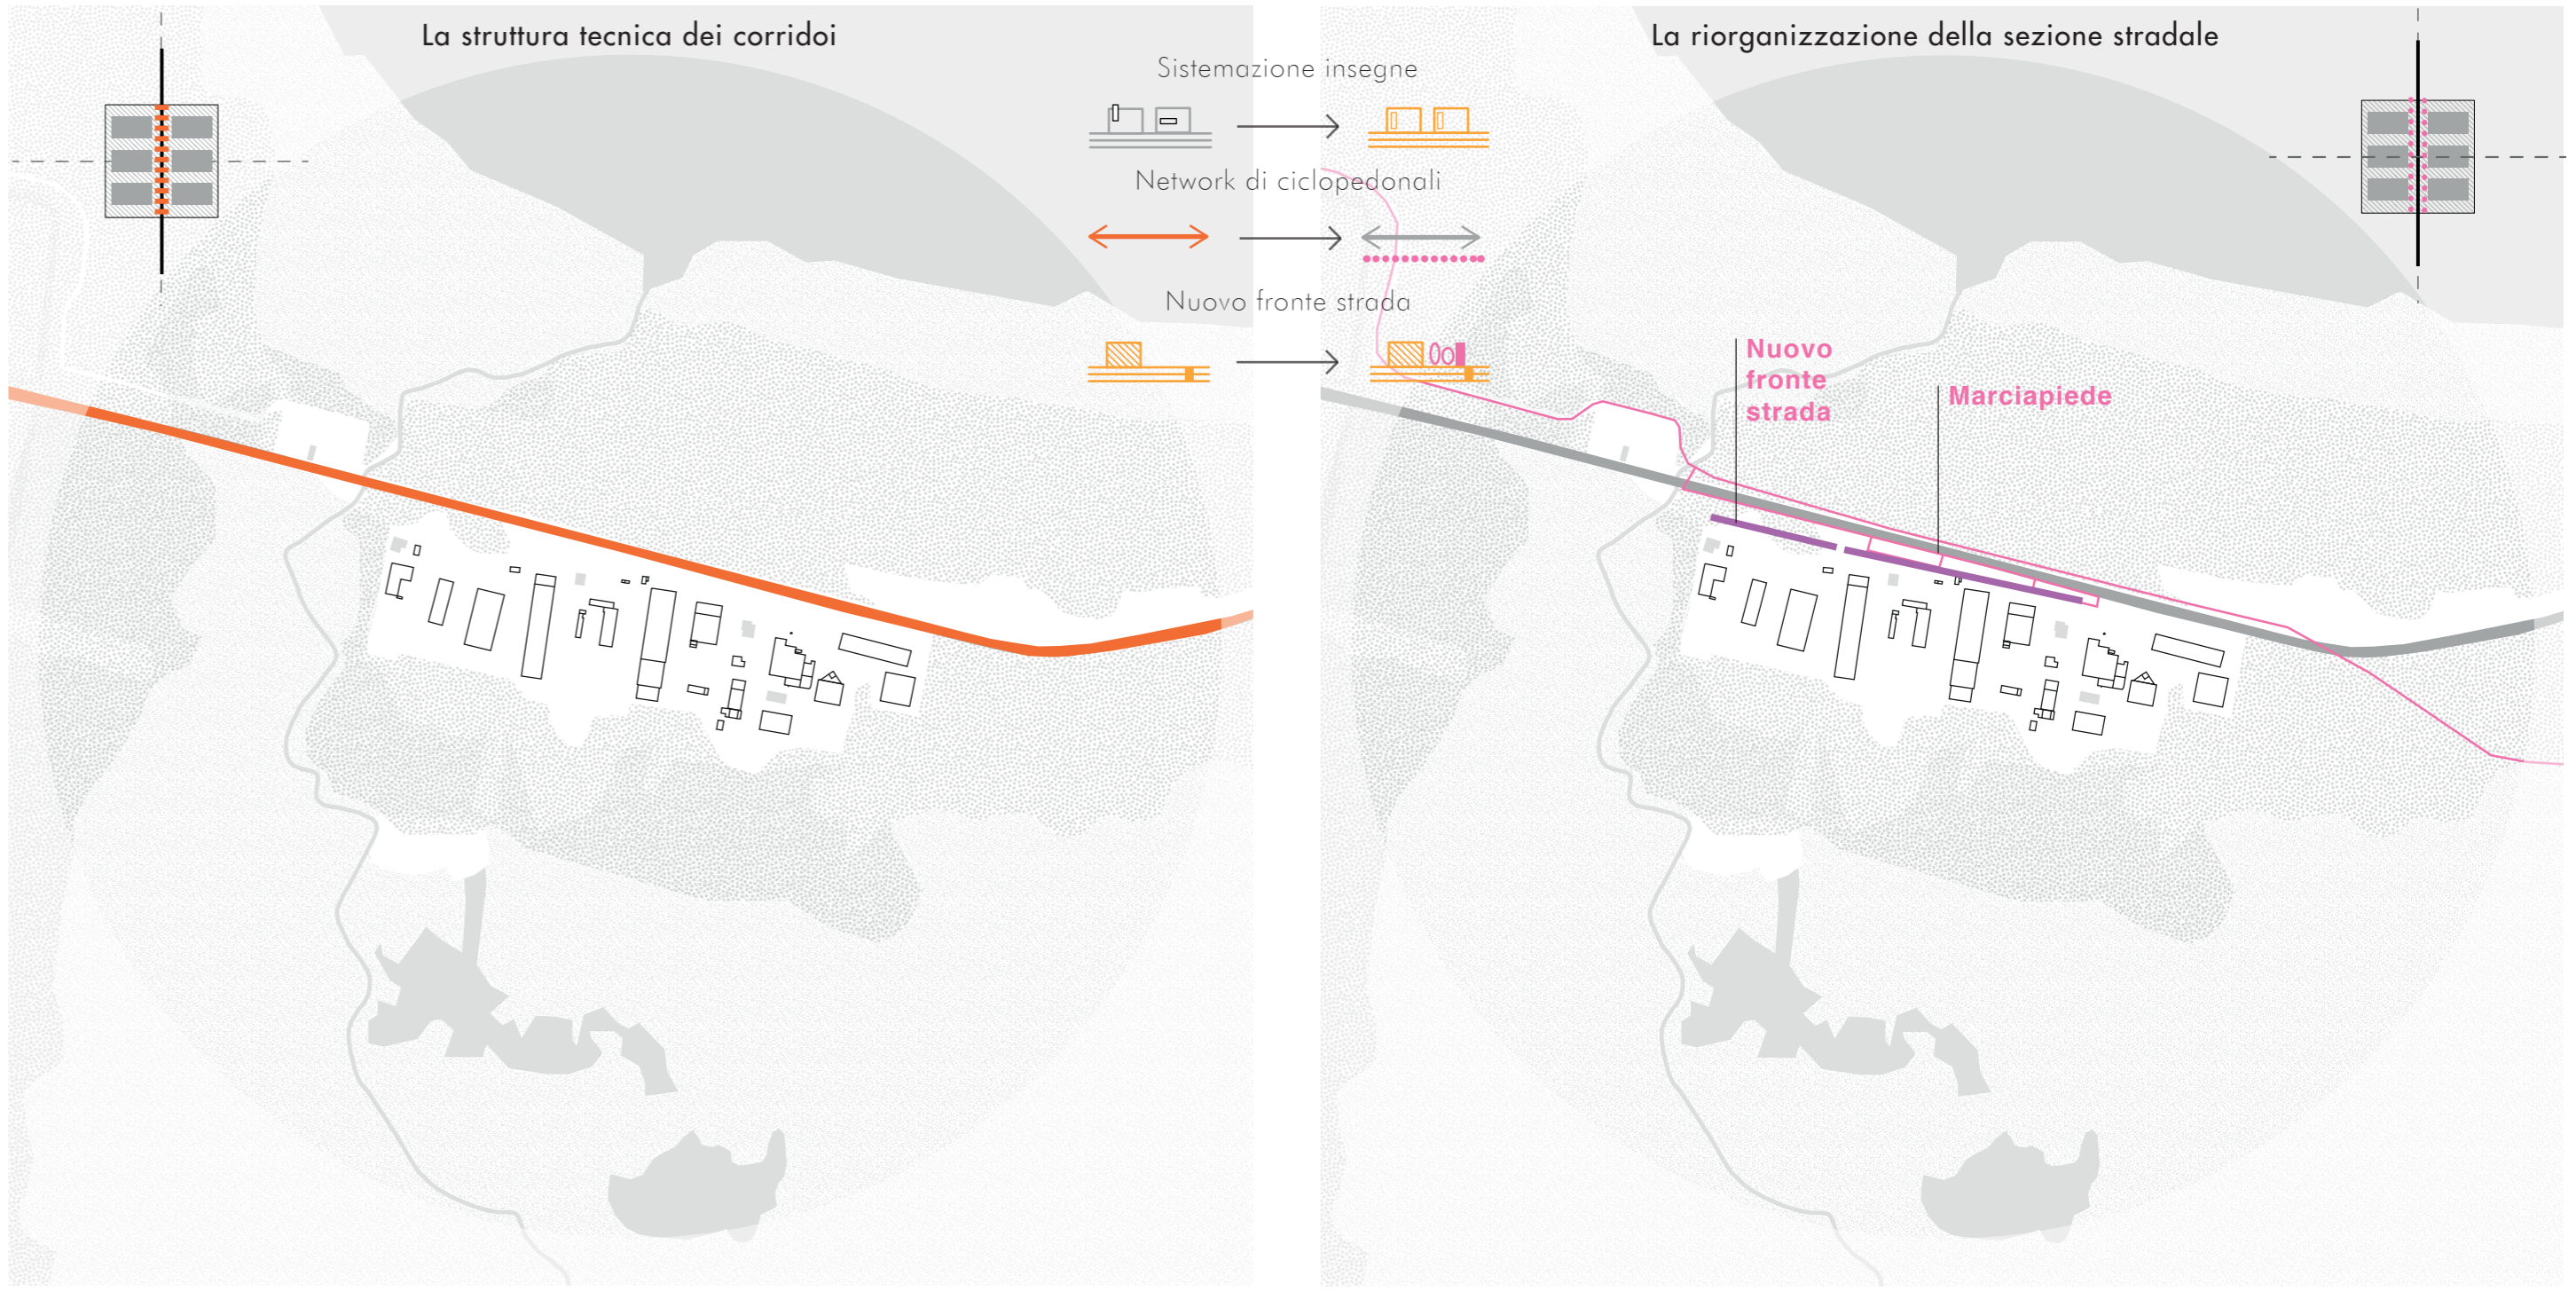 La struttura tecnica dei corridoi
Sistemazione insegne
Network di ciclopedonali
Nuovo fronte strada
La riorganizzazione della sezione stradale
Nuovo
fronte
strada
Marciapiede